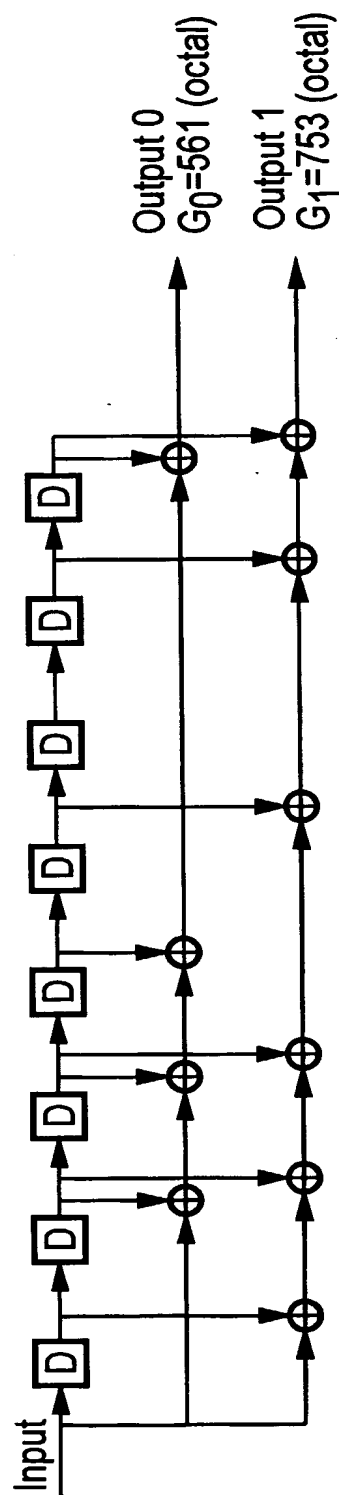 Input
D
D
D
D
D
D
D
D
Output 0
G0=561 (octal)
Output 1
G1=753 (octal)